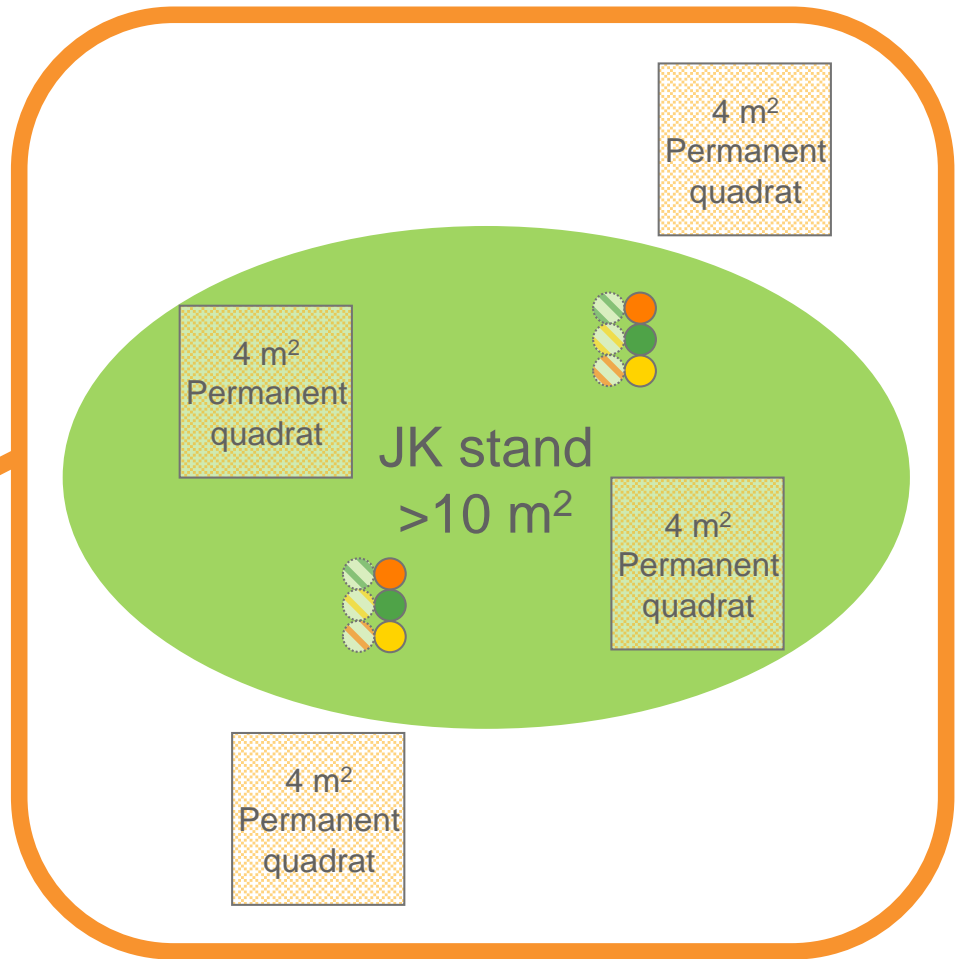 4 m²
Permanent
quadrat
4 m²
Permanent
quadrat
JK stand
>10 m²
4 m²
Permanent
quadrat
4 m²
Permanent
quadrat